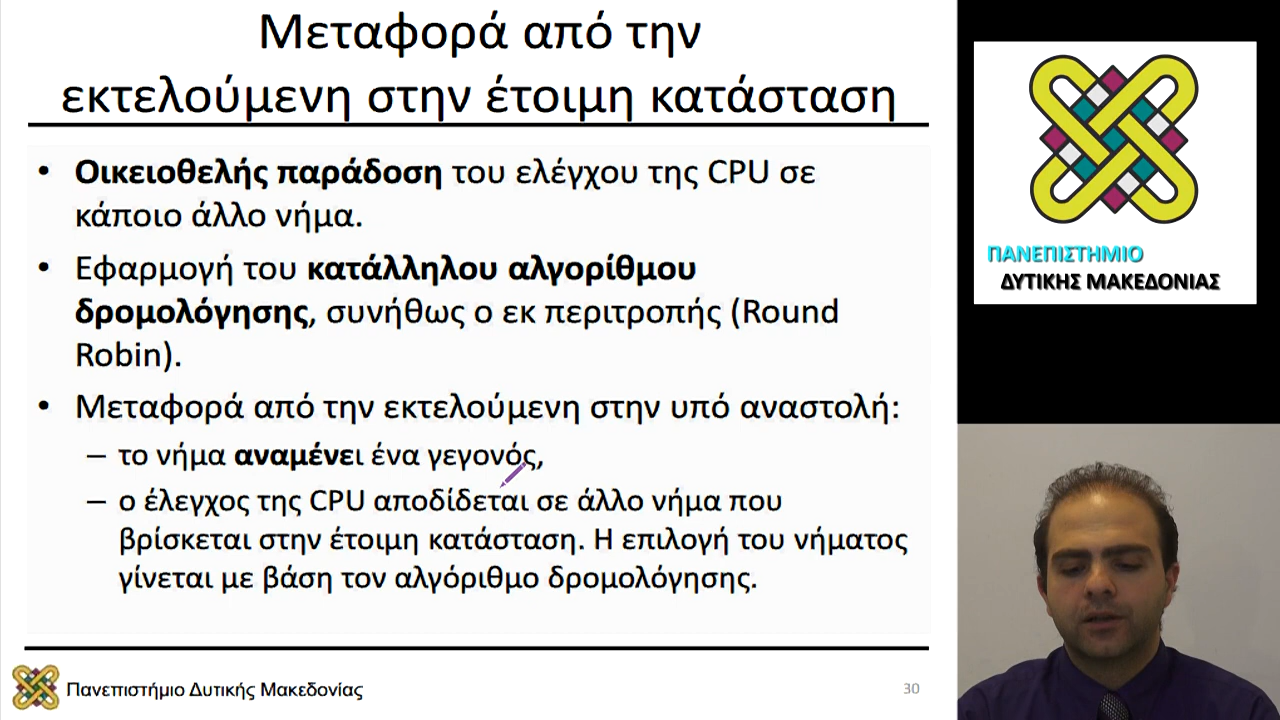 Μεταφορά από την
εκτελούμενη στην έτοιμη κατάσταση
• Οικειοθελής παράδοση του ελέγχου της CPU σε
κάποιο άλλο νήμα.
• Εφαρμογή του κατάλληλου αλγορίθμου
δρομολόγησης, συνήθως ο εκ περιτροπής (Round
Robin).
• Μεταφορά από την εκτελούμενη στην υπό αναστολή:
– το νήμα αναμένει ένα γεγονός,
– ο έλεγχος της CPU αποδίδεται σε άλλο νήμα που
βρίσκεται στην έτοιμη κατάσταση. Η επιλογή του νήματος
γίνεται με βάση τον αλγόριθμο δρομολόγησης.
Πανεπιστήμιο Δυτικής Μακεδονίας
30
ΠΑΝΕΠΙΣΤΗΜΙΟ
ΔΥΤΙΚΗΣ ΜΑΚΕΔΟΝΙΑΣ